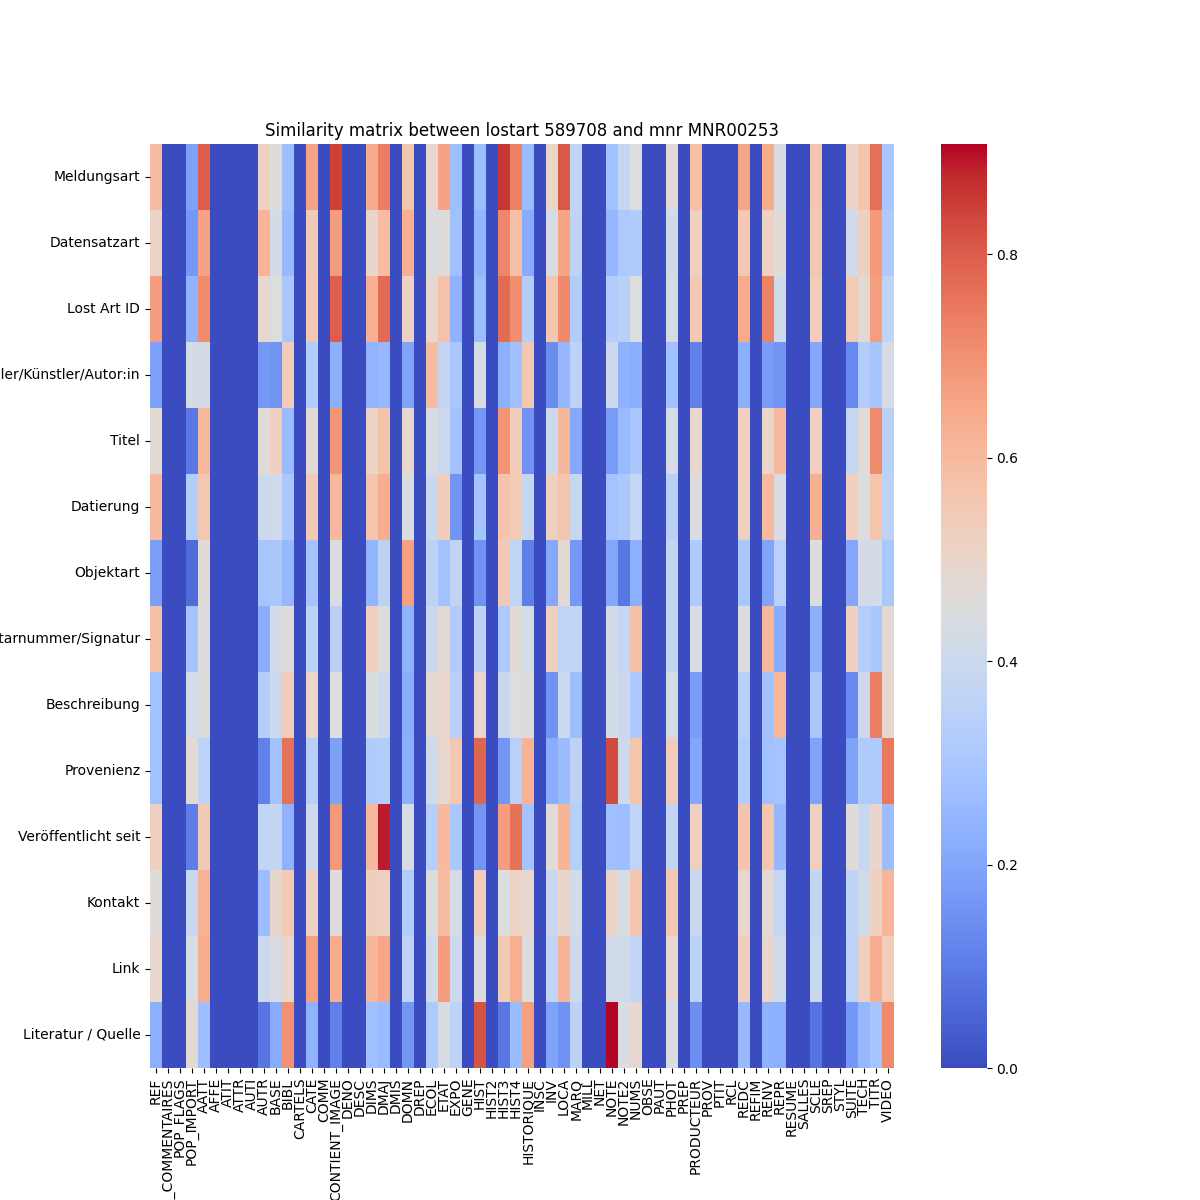 Similarity matrix between lostart 589708 and mnr MNR00253
Meldungsart
Datensatzart
Lost Art ID
ler/Künstler/Autor:in
Titel
Datierung
Objektart
tarnummer/Signatur
Beschreibung
Provenienz
Veröffentlicht seit
Kontakt
Link
Literatur / Quelle
0.8
0.6
0.4
0.2
0.0
REF
_COMMENTAIRES
POP_FLAGS
POP_IMPORT
AATT
AFFE
ATIT
ATTR
AUTI
AUTR
BASE
BIBL
CARTELS
CATE
COMM
CONTIENT_IMAGE
DENO
DESC
DIMS
DMAJ
DMIS
DOMN
DREP
ECOL
ETAT
EXPO
GENE
HIST
HIST2
HIST3
HIST4
HISTORIQUE
INSC
INV
LOCA
MARQ
MILL
NET
NOTE
NOTE2
NUMS
OBSE
PAUT
PHOT
PREP
PRODUCTEUR
PROV
PTIT
RCL
REDC
REFIM
RENV
REPR
RESUME
SALLES
SCLE
SREP
STYL
SUITE
TECH
TITR
VIDEO